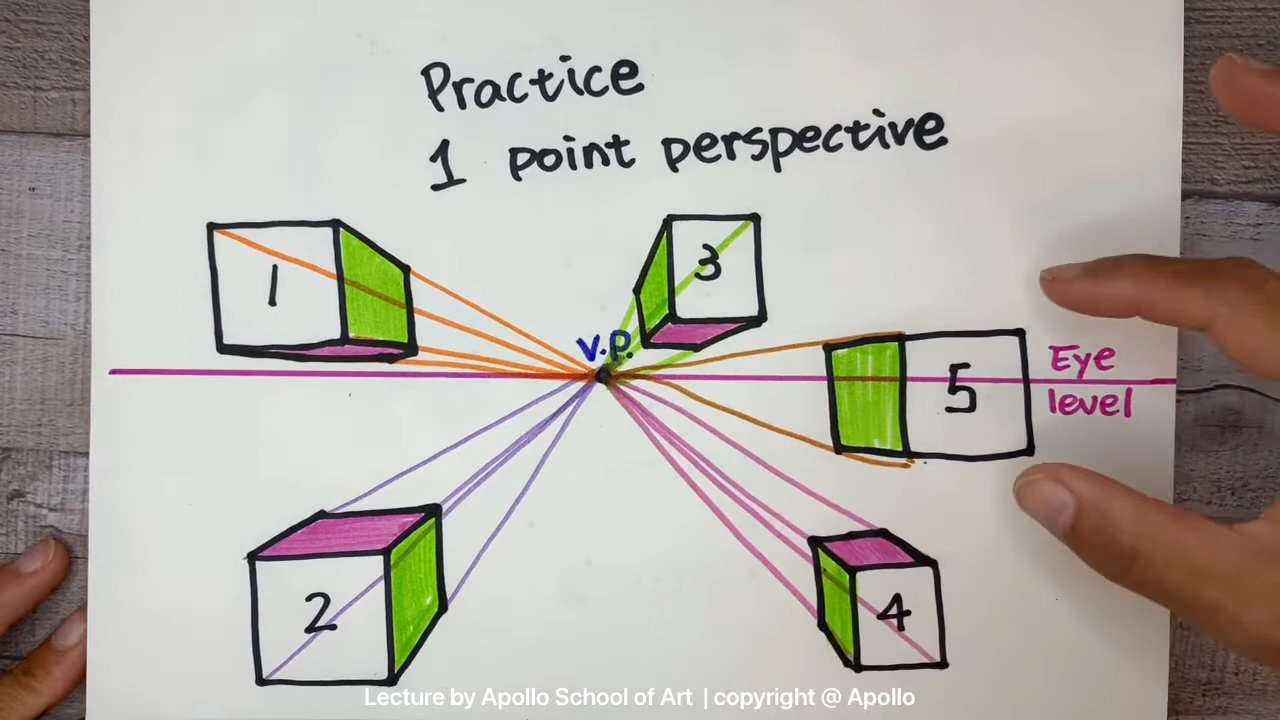 Practice
1 point perspective
1
3
V.P.
5
Eye
level
2
4
Lecture by Apollo School of Art | copyright @ Apollo